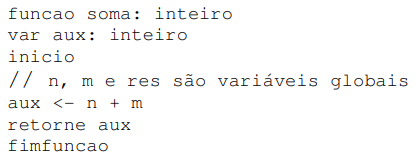 funcao soma: inteiro
var aux: inteiro
inicio
// n, m e res são variáveis globais
aux <- n + m
retorne aux
fimfuncao